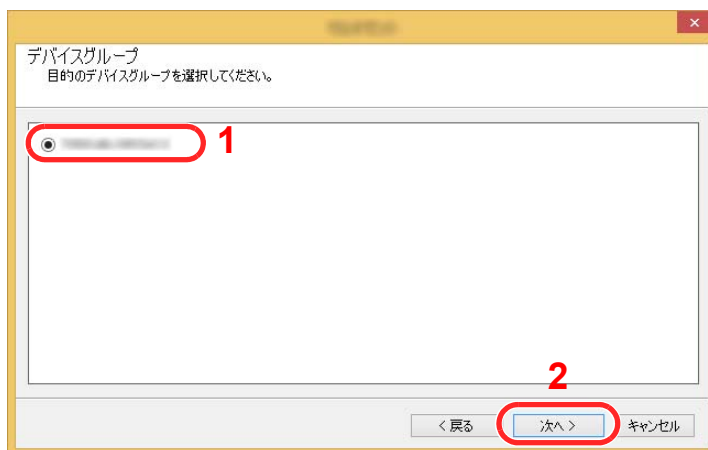 デバイスグループ
目的のデバイスグループを選択してください。
1
2
< 戻る
次へ >
キャンセル